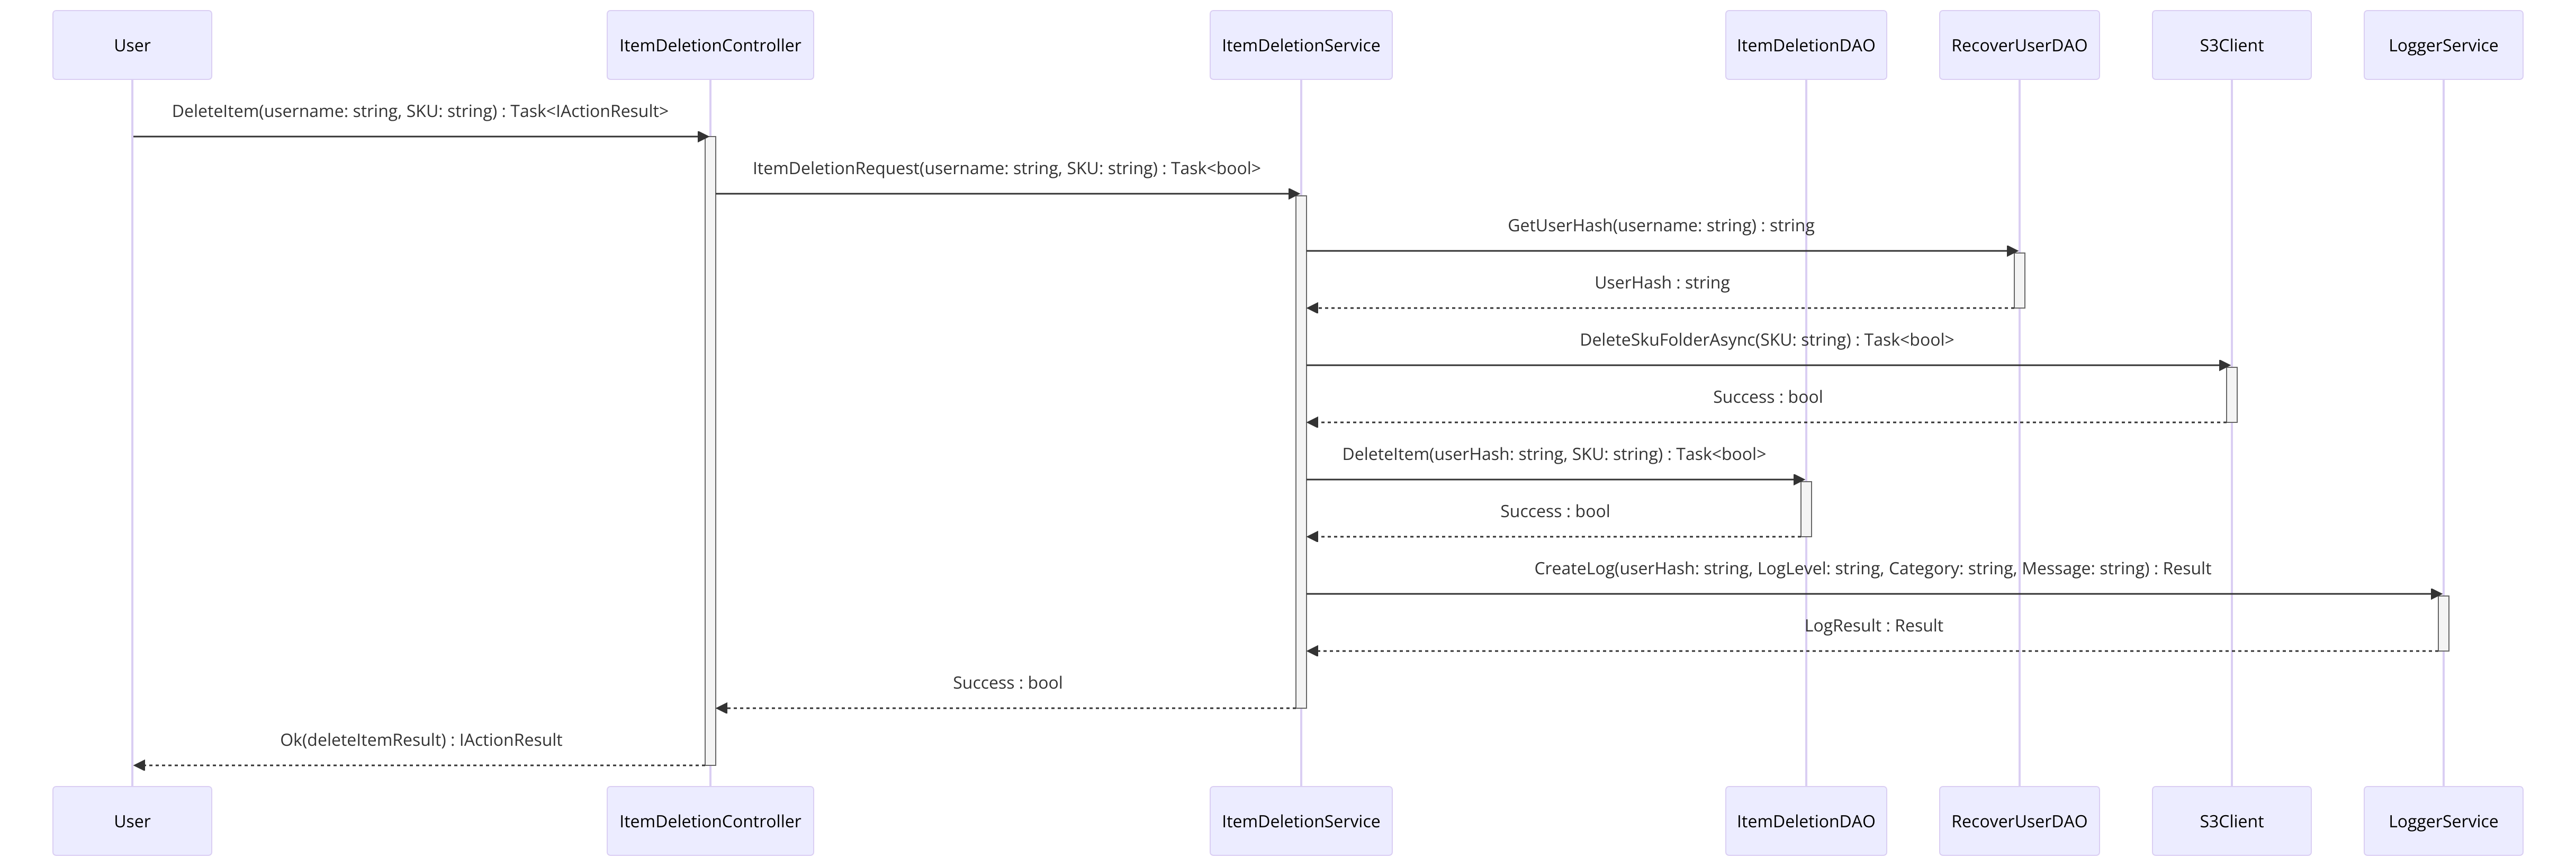 User
ItemDeletionController
ItemDeletionService
ItemDeletionDAO
RecoverUserDAO
S3Client
LoggerService
DeleteItem(username: string, SKU: string) : Task<IActionResult>
ItemDeletionRequest(username: string, SKU: string) : Task<bool>
GetUserHash(username: string) : string
UserHash : string
DeleteSkuFolderAsync(SKU: string) : Task<bool>
Success : bool
DeleteItem(userHash: string, SKU: string) : Task<bool>
Success : bool
CreateLog(userHash: string, LogLevel: string, Category: string, Message: string) : Result
LogResult : Result
Success : bool
Ok(deleteItemResult) : IActionResult
User
ItemDeletionController
ItemDeletionService
ItemDeletionDAO
RecoverUserDAO
S3Client
LoggerService